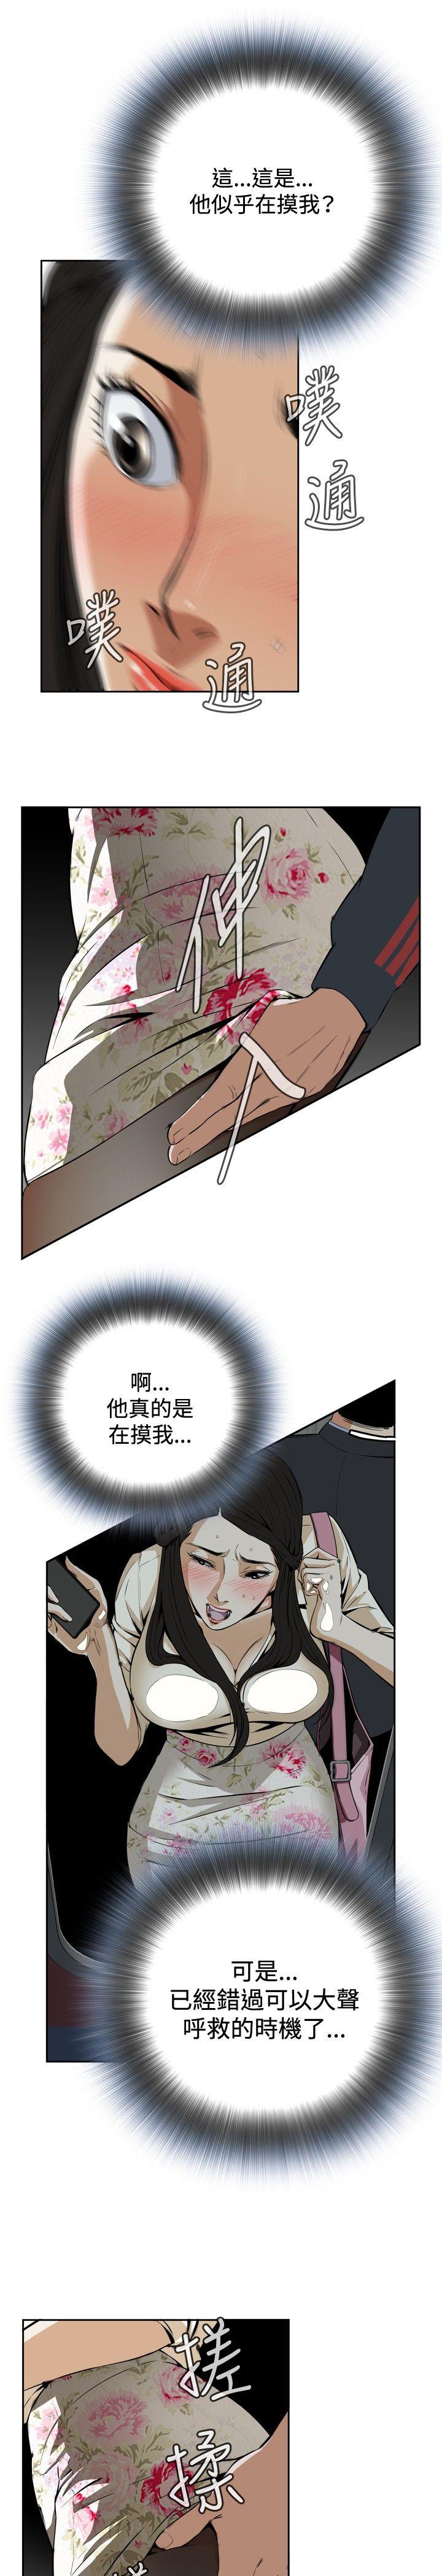 這...這是...
他似乎在摸我？
噗
通
噗
通
伸
啊...
他真的是
在摸我...
可是...
已經錯過可以大聲
呼救的時機了...
搓
揉